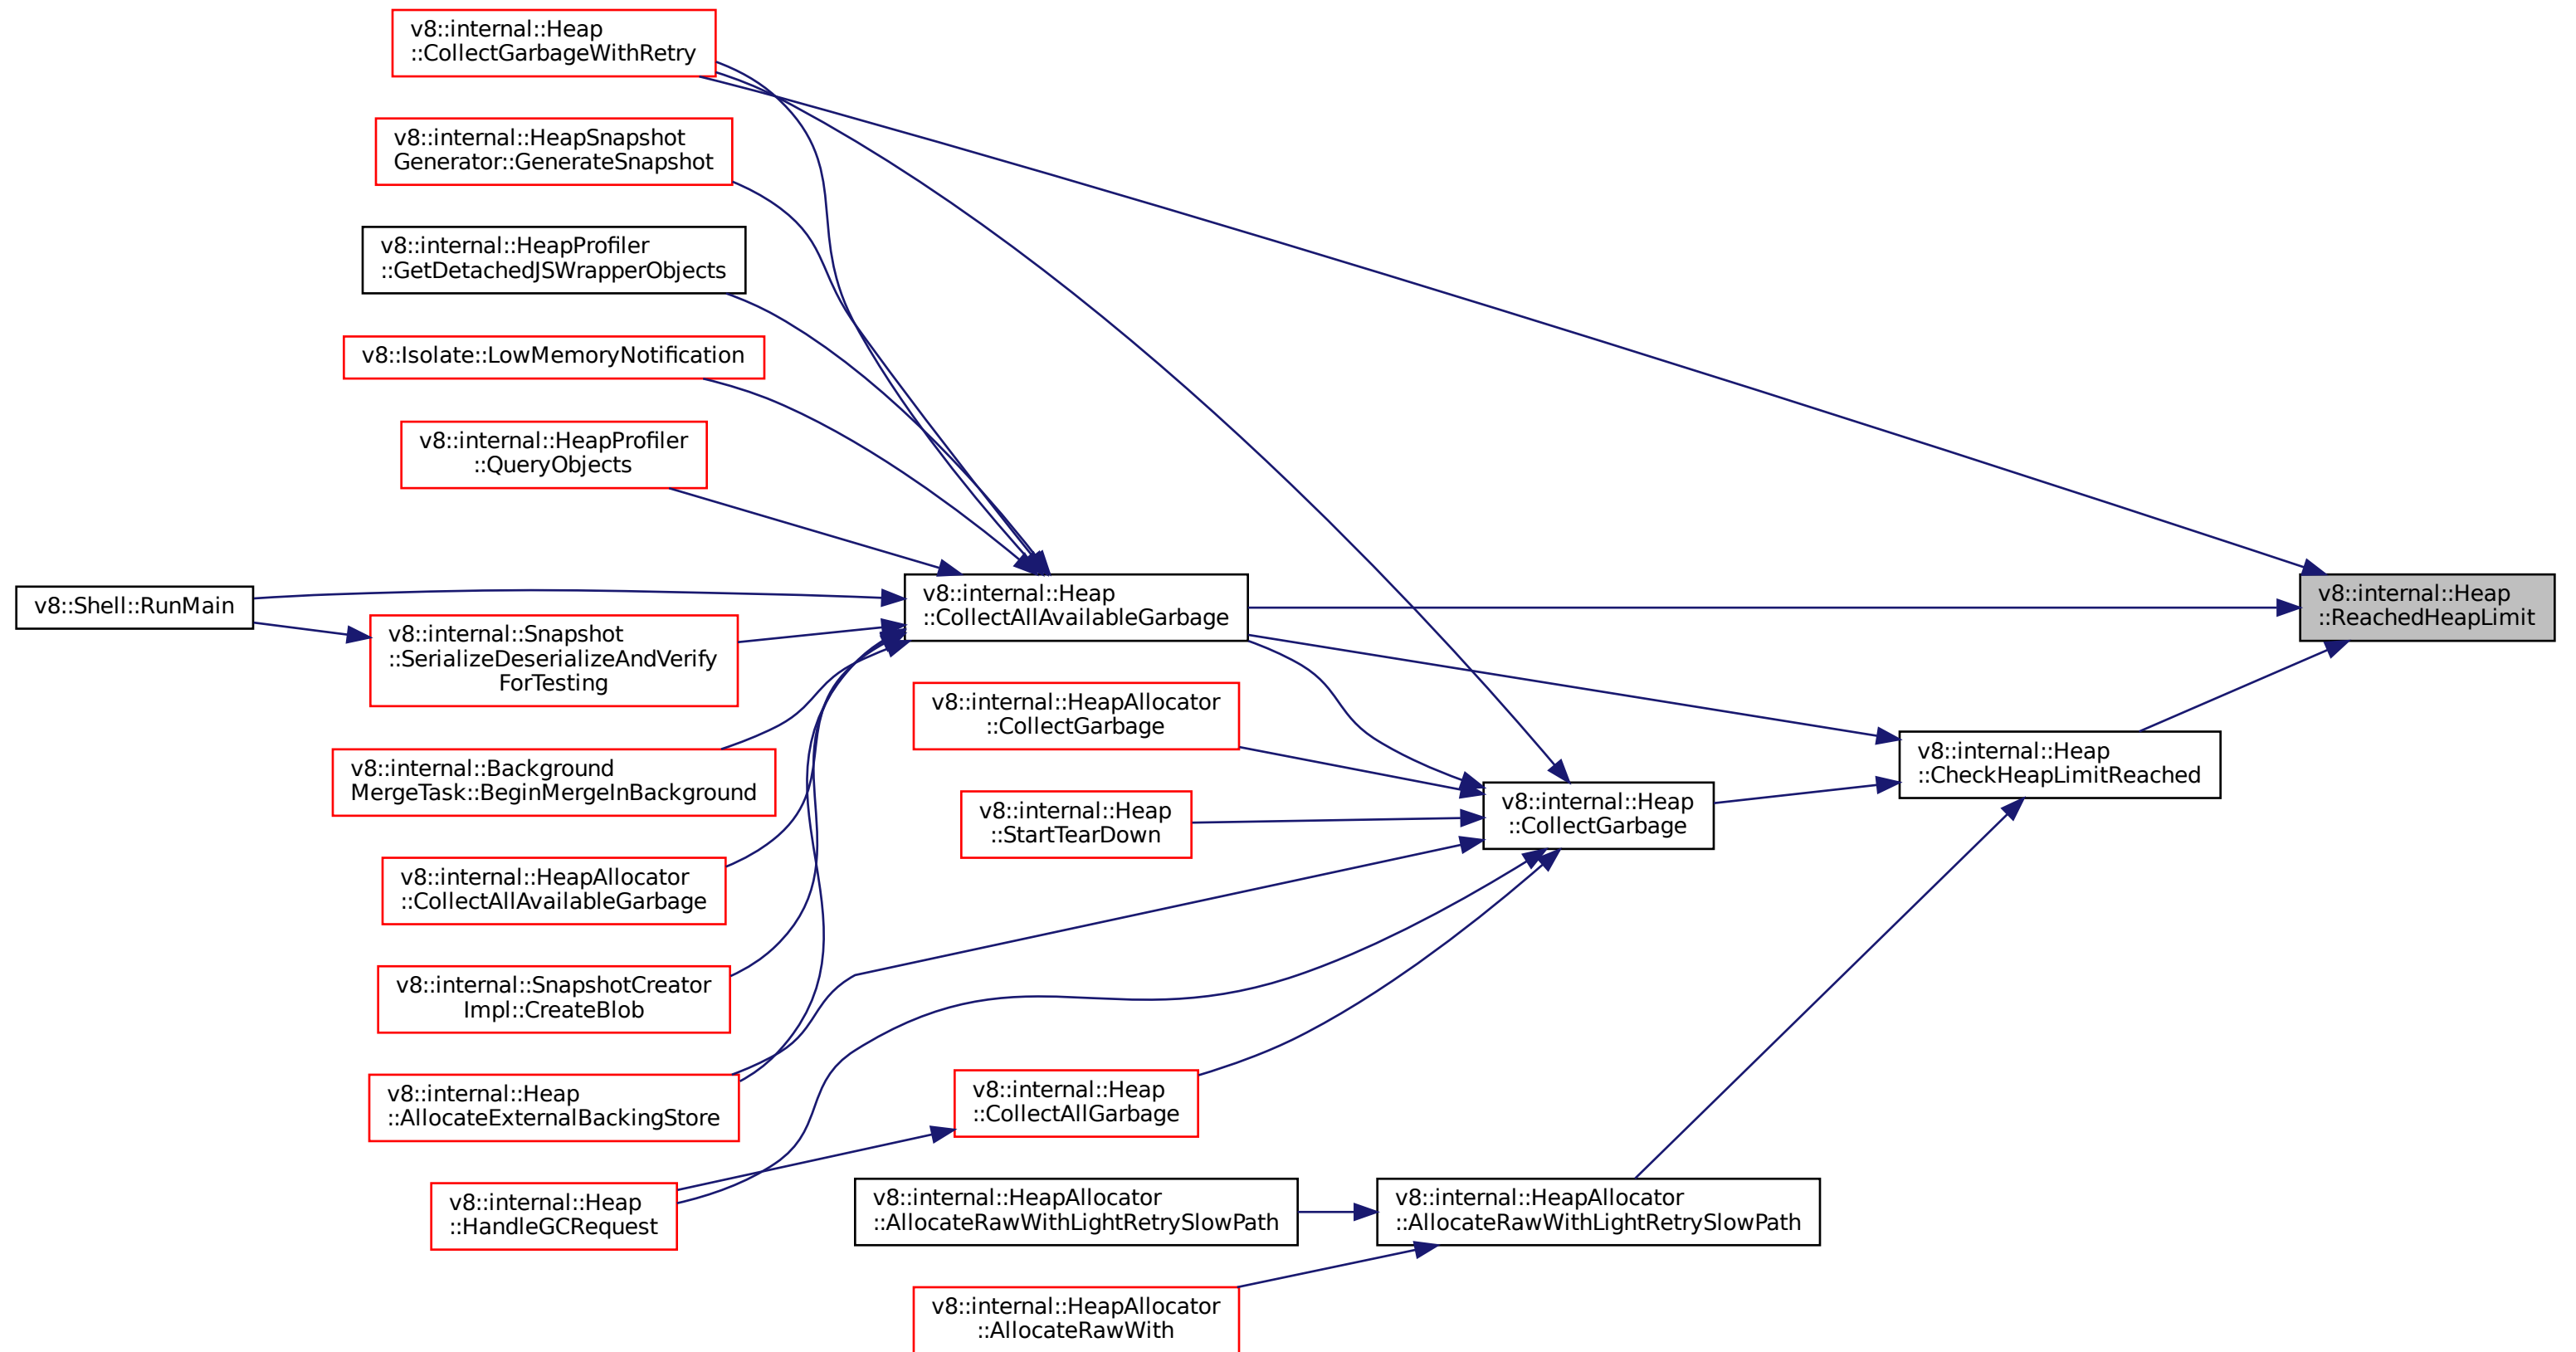 v8::internal::Heap
::CollectGarbageWithRetry
v8::internal::HeapSnapshot
Generator::GenerateSnapshot
v8::internal::HeapProfiler
::GetDetachedJSWrapperObjects
v8::Isolate::LowMemoryNotification
v8::internal::HeapProfiler
::QueryObjects
v8::Shell::RunMain
v8::internal::Snapshot
::SerializeDeserializeAndVerify
ForTesting
v8::internal::Background
MergeTask::BeginMergeInBackground
v8::internal::HeapAllocator
::CollectAllAvailableGarbage
v8::internal::SnapshotCreator
Impl::CreateBlob
v8::internal::Heap
::AllocateExternalBackingStore
v8::internal::Heap
::HandleGCRequest
v8::internal::Heap
::CollectAllAvailableGarbage
v8::internal::HeapAllocator
::CollectGarbage
v8::internal::Heap
::StartTearDown
v8::internal::Heap
::CollectAllGarbage
v8::internal::HeapAllocator
::AllocateRawWithLightRetrySlowPath
v8::internal::HeapAllocator
::AllocateRawWith
v8::internal::Heap
::CollectGarbage
v8::internal::HeapAllocator
::AllocateRawWithLightRetrySlowPath
v8::internal::Heap
::CheckHeapLimitReached
v8::internal::Heap
::ReachedHeapLimit